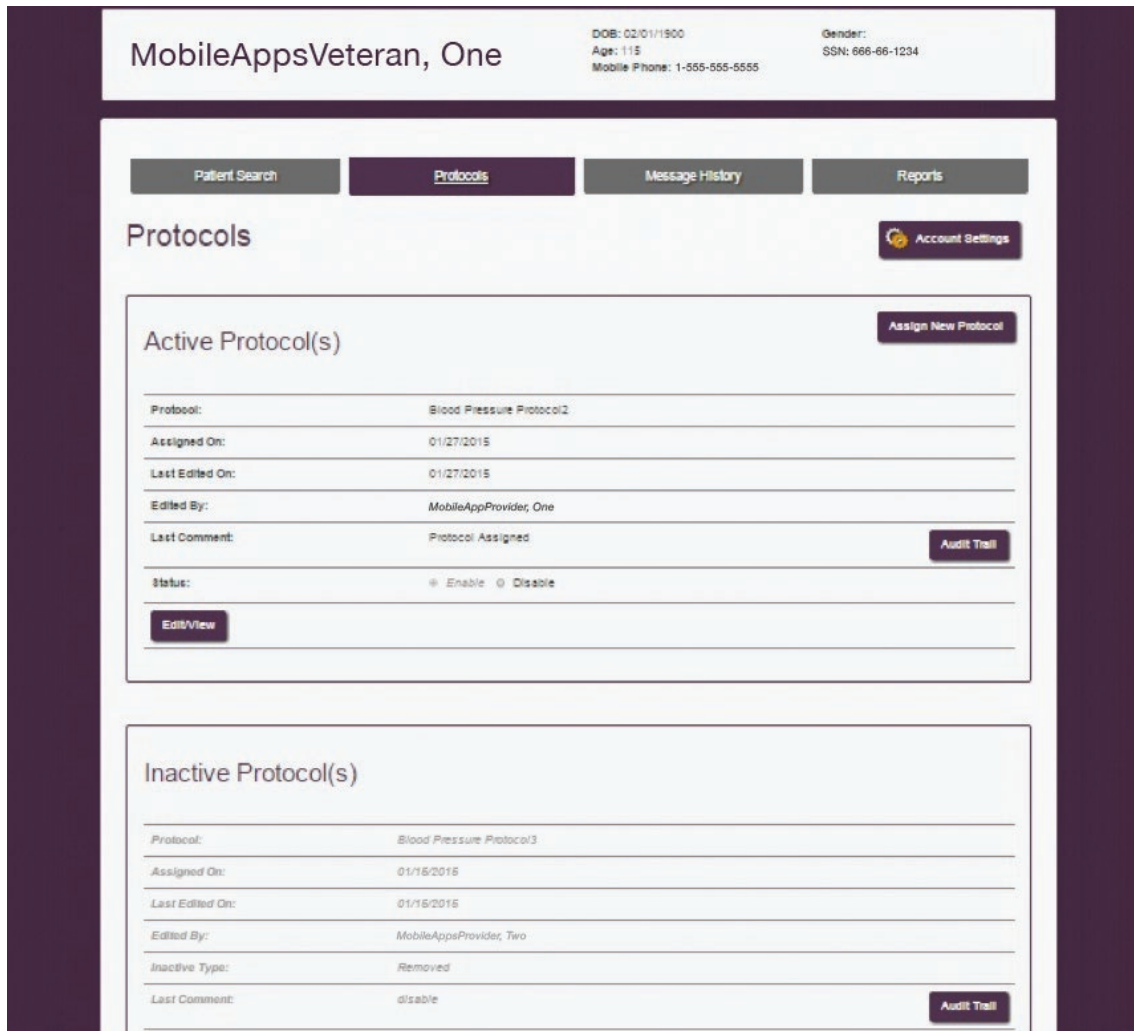 MobileAppsVeteran, One
DOB: 02/01/1900
Age: 115
Mobile Phone: 1-555-555-5555
Gender:
SSN: 666-66-1234
Patient Search
Protocols
Message History
Reports
Protocols
Account Settings
Active Protocol(s)
Assign New Protocol
Protocol: Blood Pressure Protocol2
Assigned On: 01/27/2015
Last Edited On: 01/27/2015
Edited By: MobileAppProvider, One
Last Comment: Protocol Assigned
Audit Trail
Status: Enable Disable
Edit/View
Inactive Protocol(s)
Protocol: Blood Pressure Protocol3
Assigned On: 01/15/2015
Last Edited On: 01/15/2015
Edited By: MobileAppsProvider, Two
Inactive Type: Removed
Last Comment: disable
Audit Trail